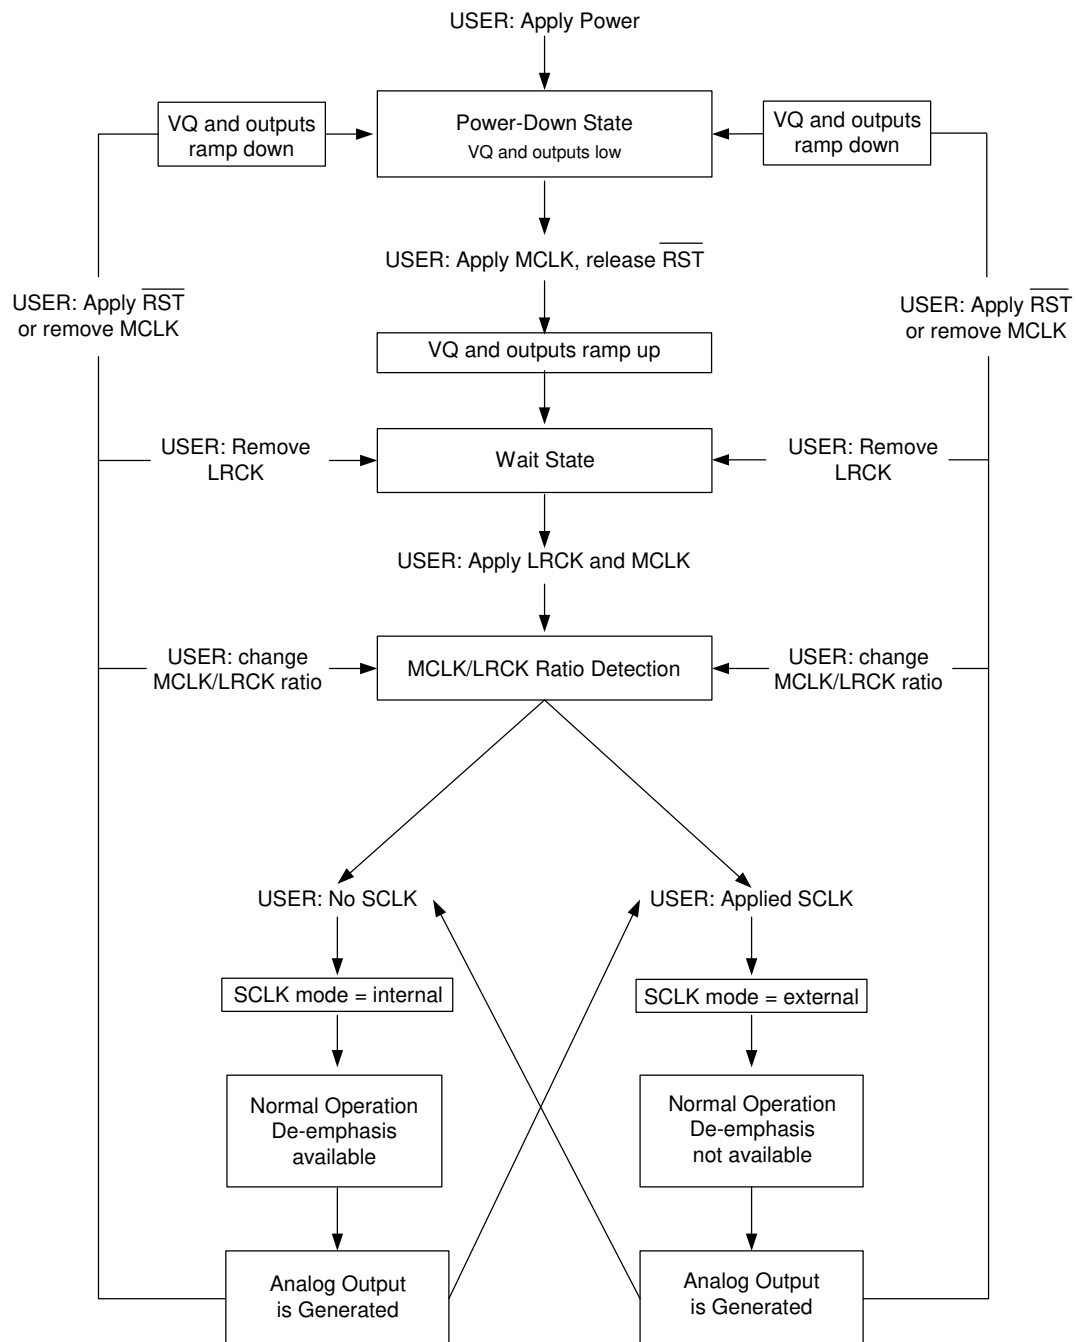 USER: Apply Power
VQ and outputs
ramp down
Power-Down State
VQ and outputs low
VQ and outputs
ramp down
USER: Apply MCLK, release R̅S̅T̅
USER: Apply R̅S̅T̅
or remove MCLK
USER: Apply R̅S̅T̅
or remove MCLK
VQ and outputs ramp up
USER: Remove
LRCK
Wait State
USER: Remove
LRCK
USER: Apply LRCK and MCLK
USER: change
MCLK/LRCK ratio
MCLK/LRCK Ratio Detection
USER: change
MCLK/LRCK ratio
USER: No SCLK
USER: Applied SCLK
SCLK mode = internal
SCLK mode = external
Normal Operation
De-emphasis
available
Normal Operation
De-emphasis
not available
Analog Output
is Generated
Analog Output
is Generated